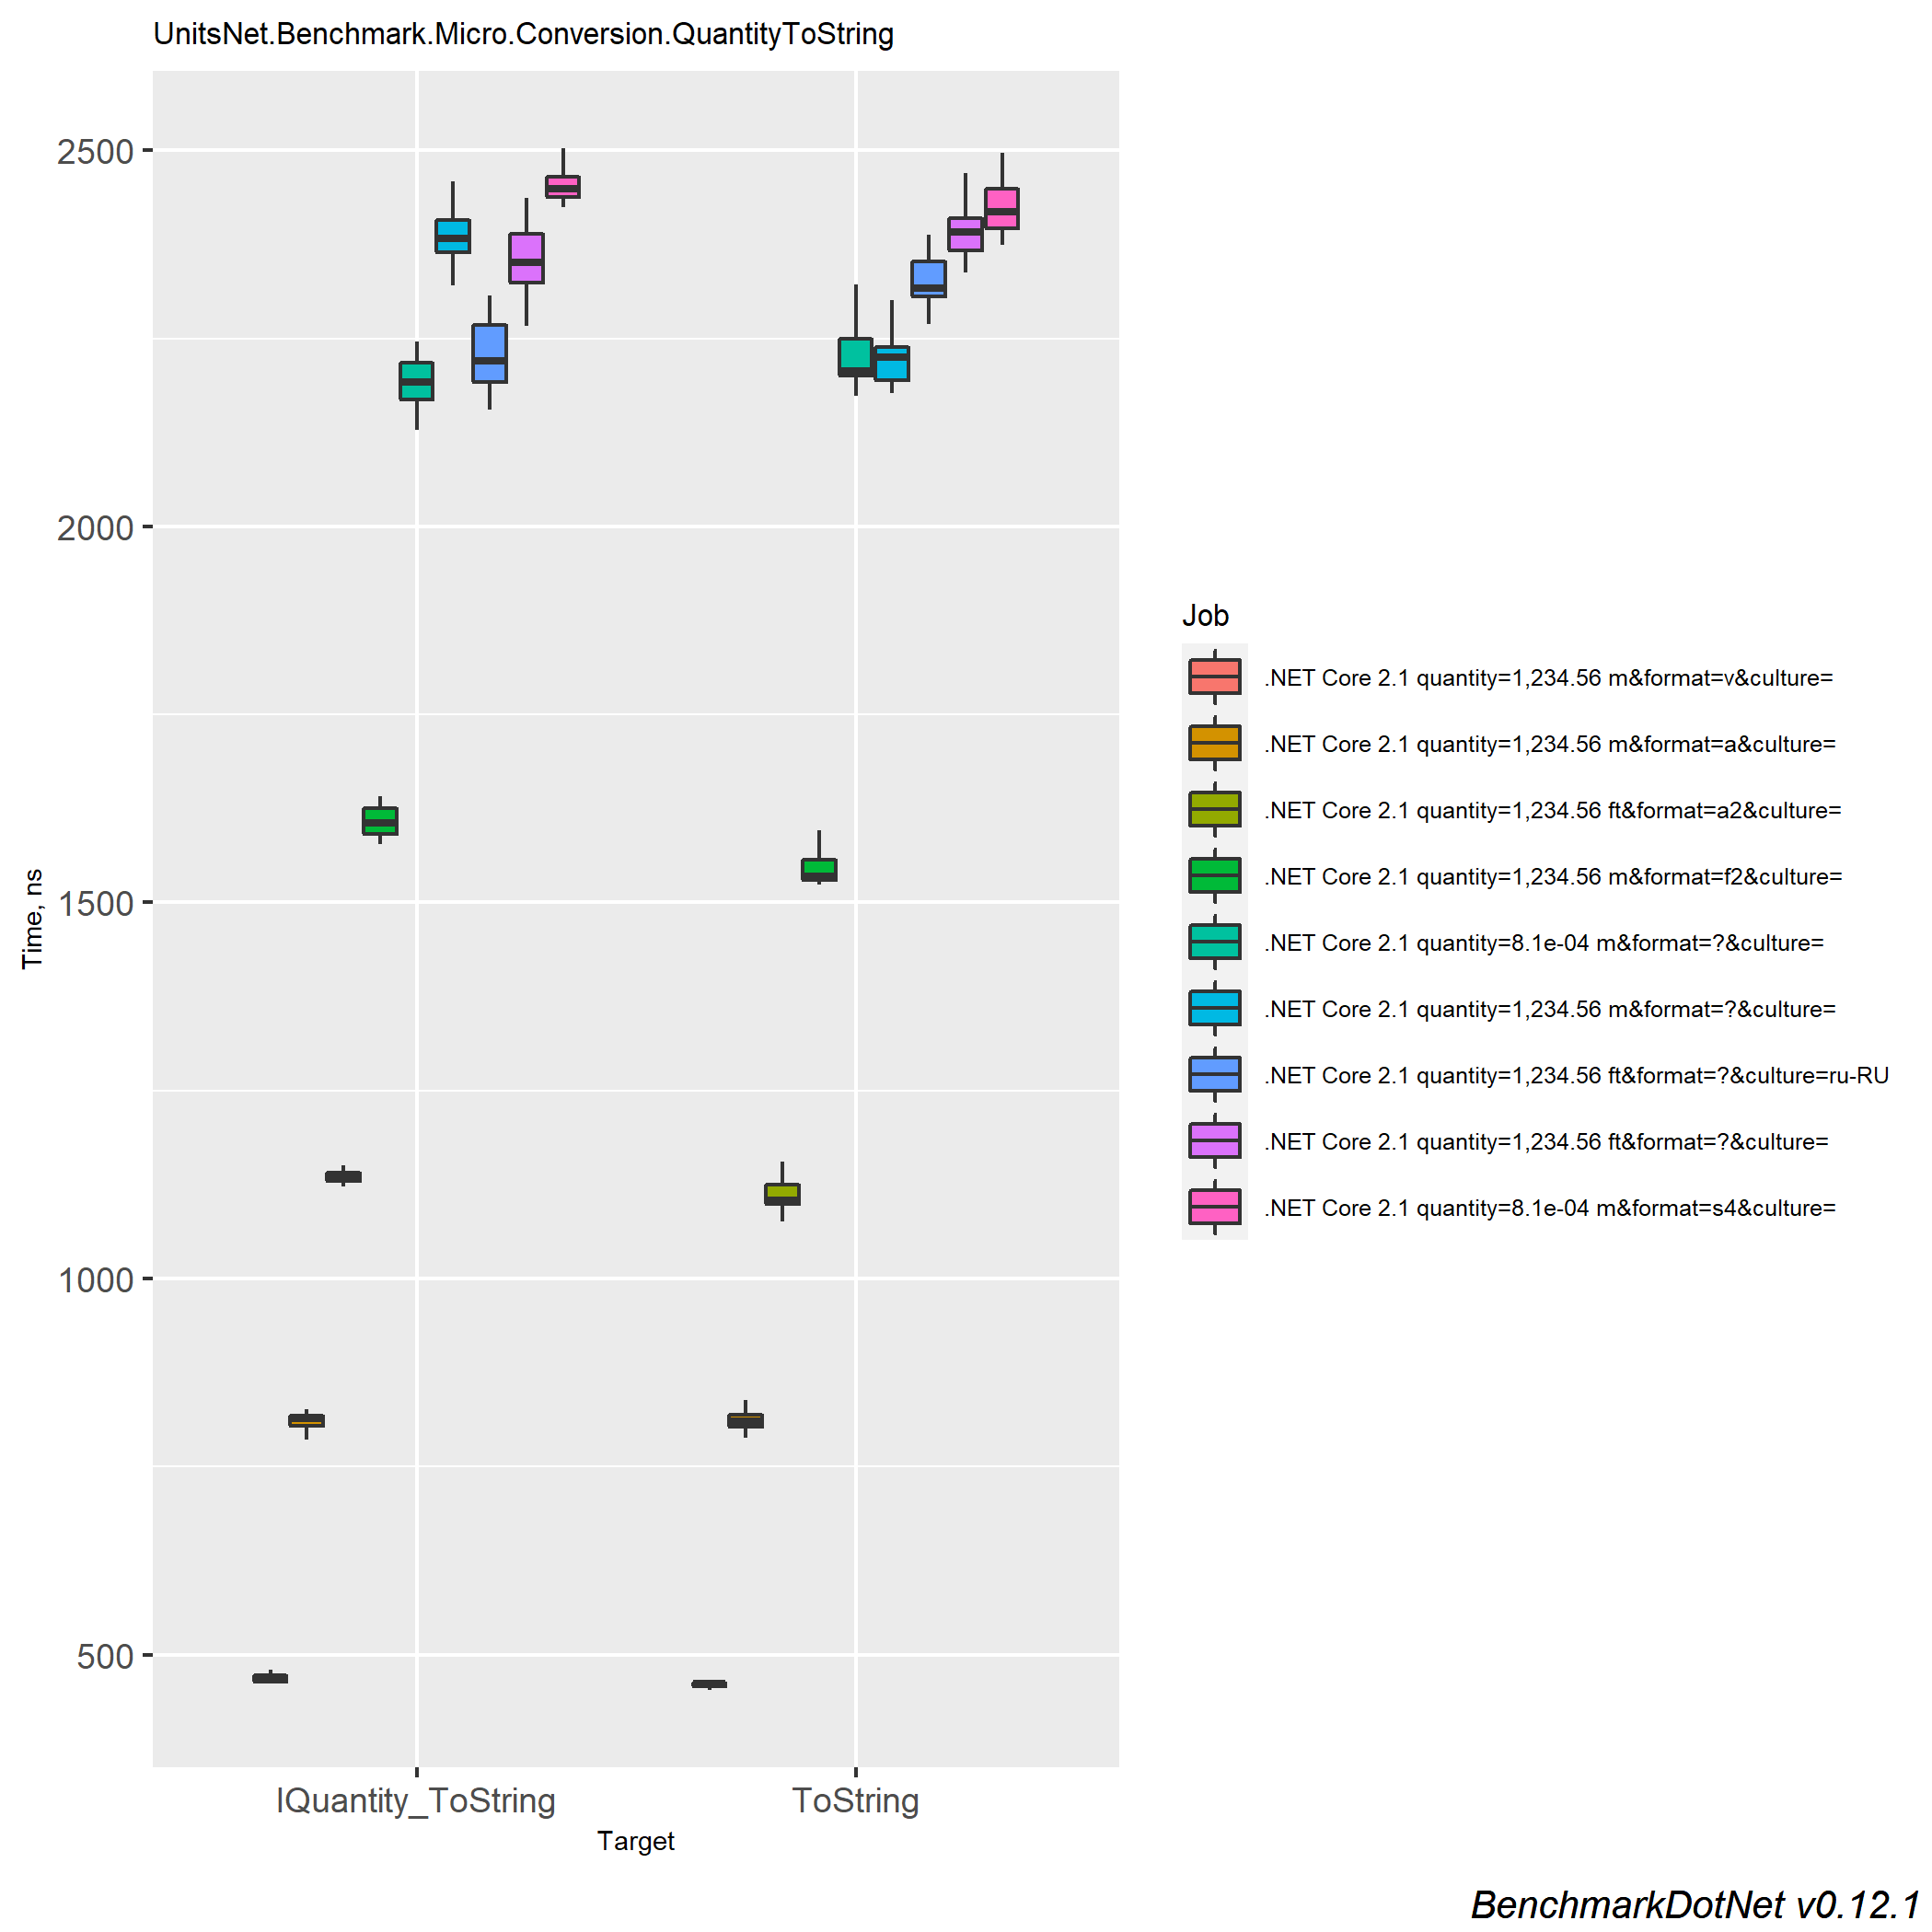 UnitsNet.Benchmark.Micro.Conversion.QuantityToString
2500
2000
1500
1000
500
Time, ns
IQuantity_ToString
ToString
Target
Job
.NET Core 2.1 quantity=1,234.56 m&format=v&culture=
.NET Core 2.1 quantity=1,234.56 m&format=a&culture=
.NET Core 2.1 quantity=1,234.56 ft&format=a2&culture=
.NET Core 2.1 quantity=1,234.56 m&format=f2&culture=
.NET Core 2.1 quantity=8.1e-04 m&format=?&culture=
.NET Core 2.1 quantity=1,234.56 m&format=?&culture=
.NET Core 2.1 quantity=1,234.56 ft&format=?&culture=ru-RU
.NET Core 2.1 quantity=1,234.56 ft&format=?&culture=
.NET Core 2.1 quantity=8.1e-04 m&format=s4&culture=
BenchmarkDotNet v0.12.1